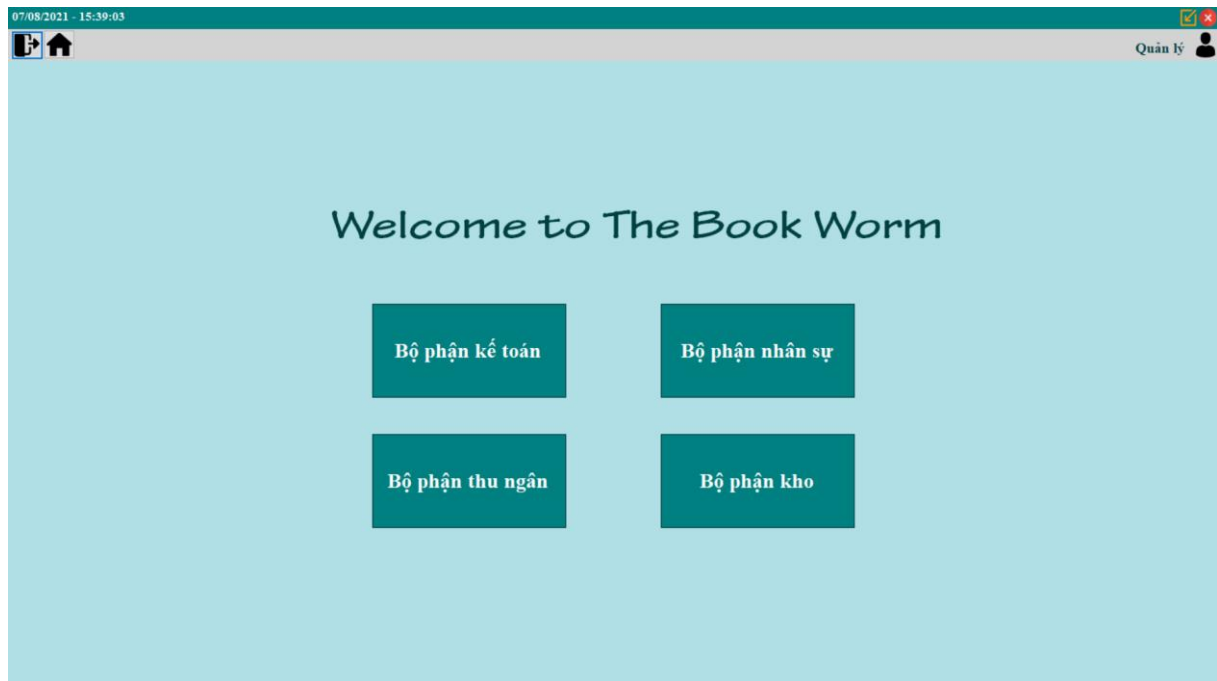 07/08/2021 - 15:39:03
Quản lý
Welcome to The Book Worm
Bộ phận kế toán
Bộ phận nhân sự
Bộ phận thu ngân
Bộ phận kho